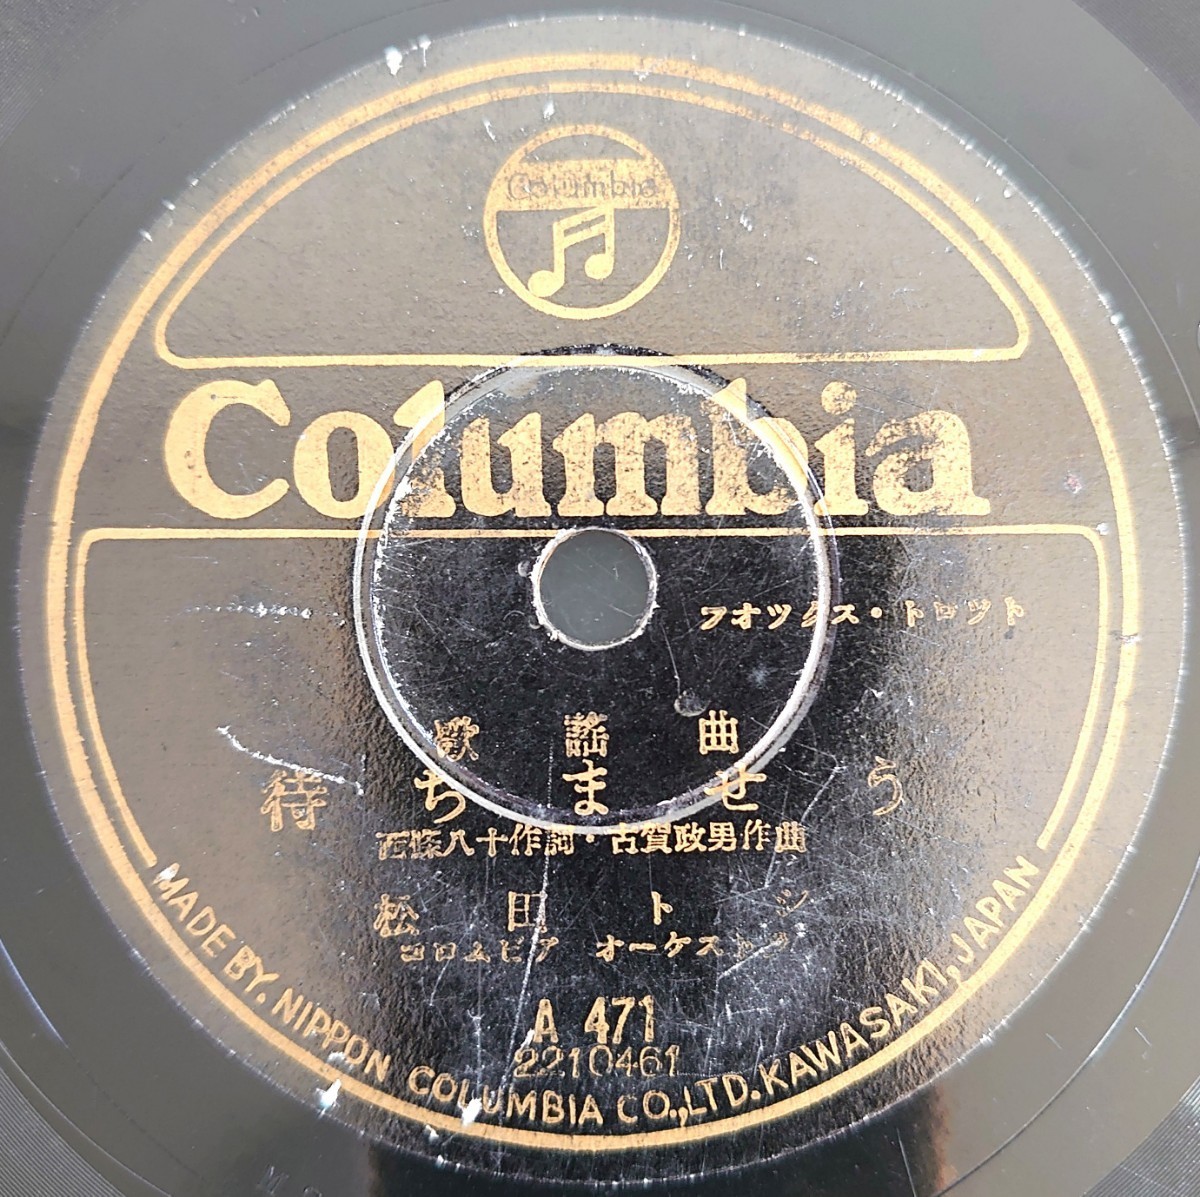 Columbia
Columbia
フオツクス・トロツト
歌謠曲
待ちませう
西條八十作詞・古賀政男作曲
松田トシ
コロムビア オーケストラ
A 471
2210461
MADE BY. NIPPON COLUMBIA CO.,LTD. KAWASAKI, JAPAN